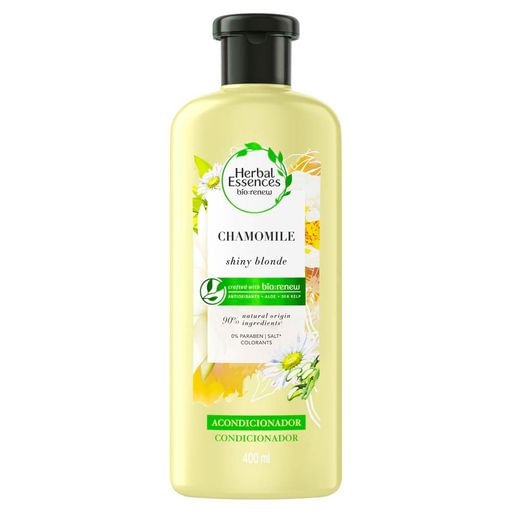 Herbal
Essences
bio:renew
CHAMOMILE
shiny blonde
crafted with bio:renew
ANTIOXIDANTS + ALOE + SEA KELP
90% natural origin
ingredients†
0% PARABEN | SALT*
COLORANTS
ACONDICIONADOR
CONDICIONADOR
400 ml